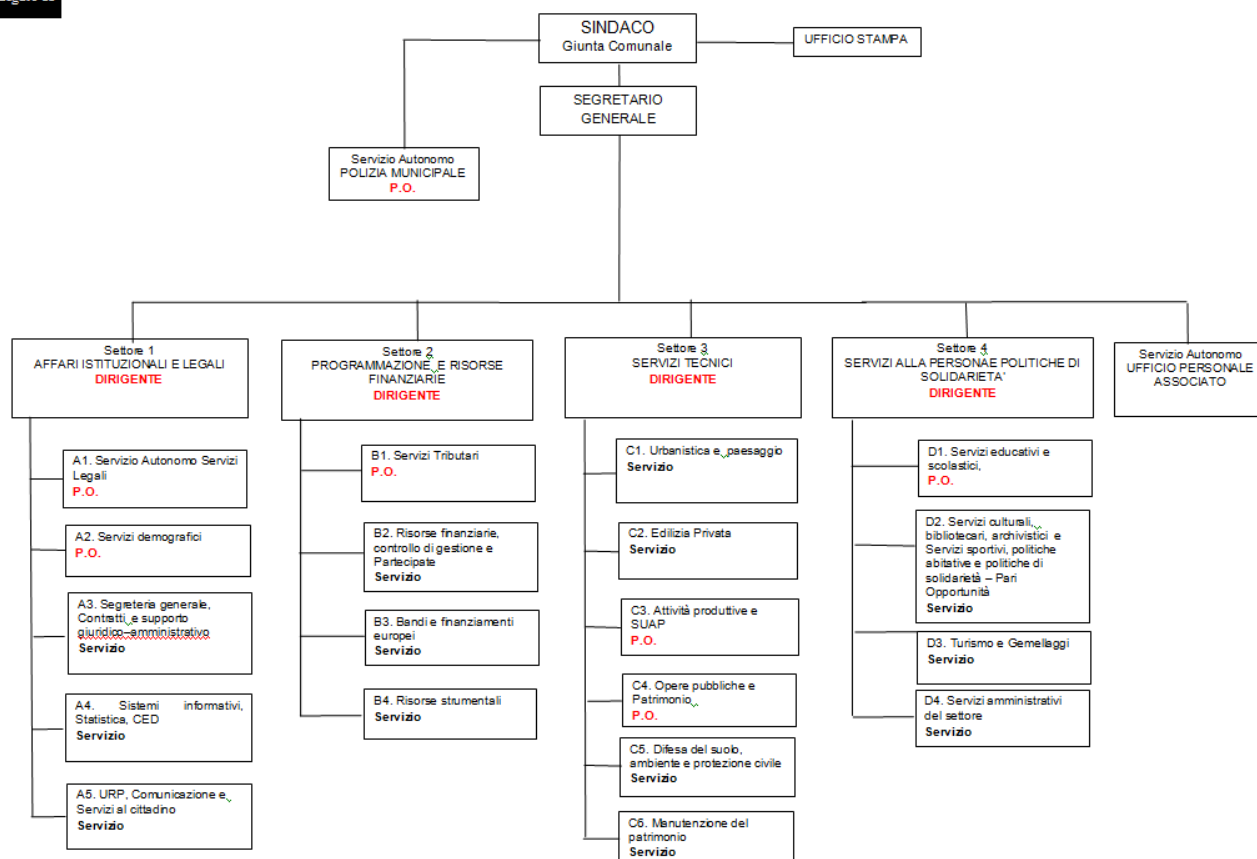 SINDACO
Giunta Comunale
UFFICIO STAMPA
SEGRETARIO
GENERALE
Servizio Autonomo
POLIZIA MUNICIPALE
P.O.
Settore 1
AFFARI ISTITUZIONALI E LEGALI
DIRIGENTE
Settore 2
PROGRAMMAZIONE E RISORSE
FINANZIARIE
DIRIGENTE
Settore 3
SERVIZI TECNICI
DIRIGENTE
Settore 4
SERVIZI ALLA PERSONA E POLITICHE DI
SOLIDARIETA'
DIRIGENTE
Servizio Autonomo
UFFICIO PERSONALE
ASSOCIATO
A1. Servizio Autonomo Servizi
Legali
P.O.
A2. Servizi demografici
P.O.
A3. Segreteria generale,
Contratti e supporto
giuridico–amministrativo
Servizio
A4. Sistemi informativi,
Statistica, CED
Servizio
A5. URP, Comunicazione e
Servizi al cittadino
Servizio
B1. Servizi Tributari
P.O.
B2. Risorse finanziarie,
controllo di gestione e
Partecipate
Servizio
B3. Bandi e finanziamenti
europei
Servizio
B4. Risorse strumentali
Servizio
C1. Urbanistica e paesaggio
Servizio
C2. Edilizia Privata
Servizio
C3. Attività produttive e
SUAP
P.O.
C4. Opere pubbliche e
Patrimonio
P.O.
C5. Difesa del suolo,
ambiente e protezione civile
Servizio
C6. Manutenzione del
patrimonio
Servizio
D1. Servizi educativi e
scolastici,
P.O.
D2. Servizi culturali,
bibliotecari, archivistici e
Servizi sportivi, politiche
abitative e politiche di
solidarietà – Pari
Opportunità
Servizio
D3. Turismo e Gemellaggi
Servizio
D4. Servizi amministrativi
del settore
Servizio